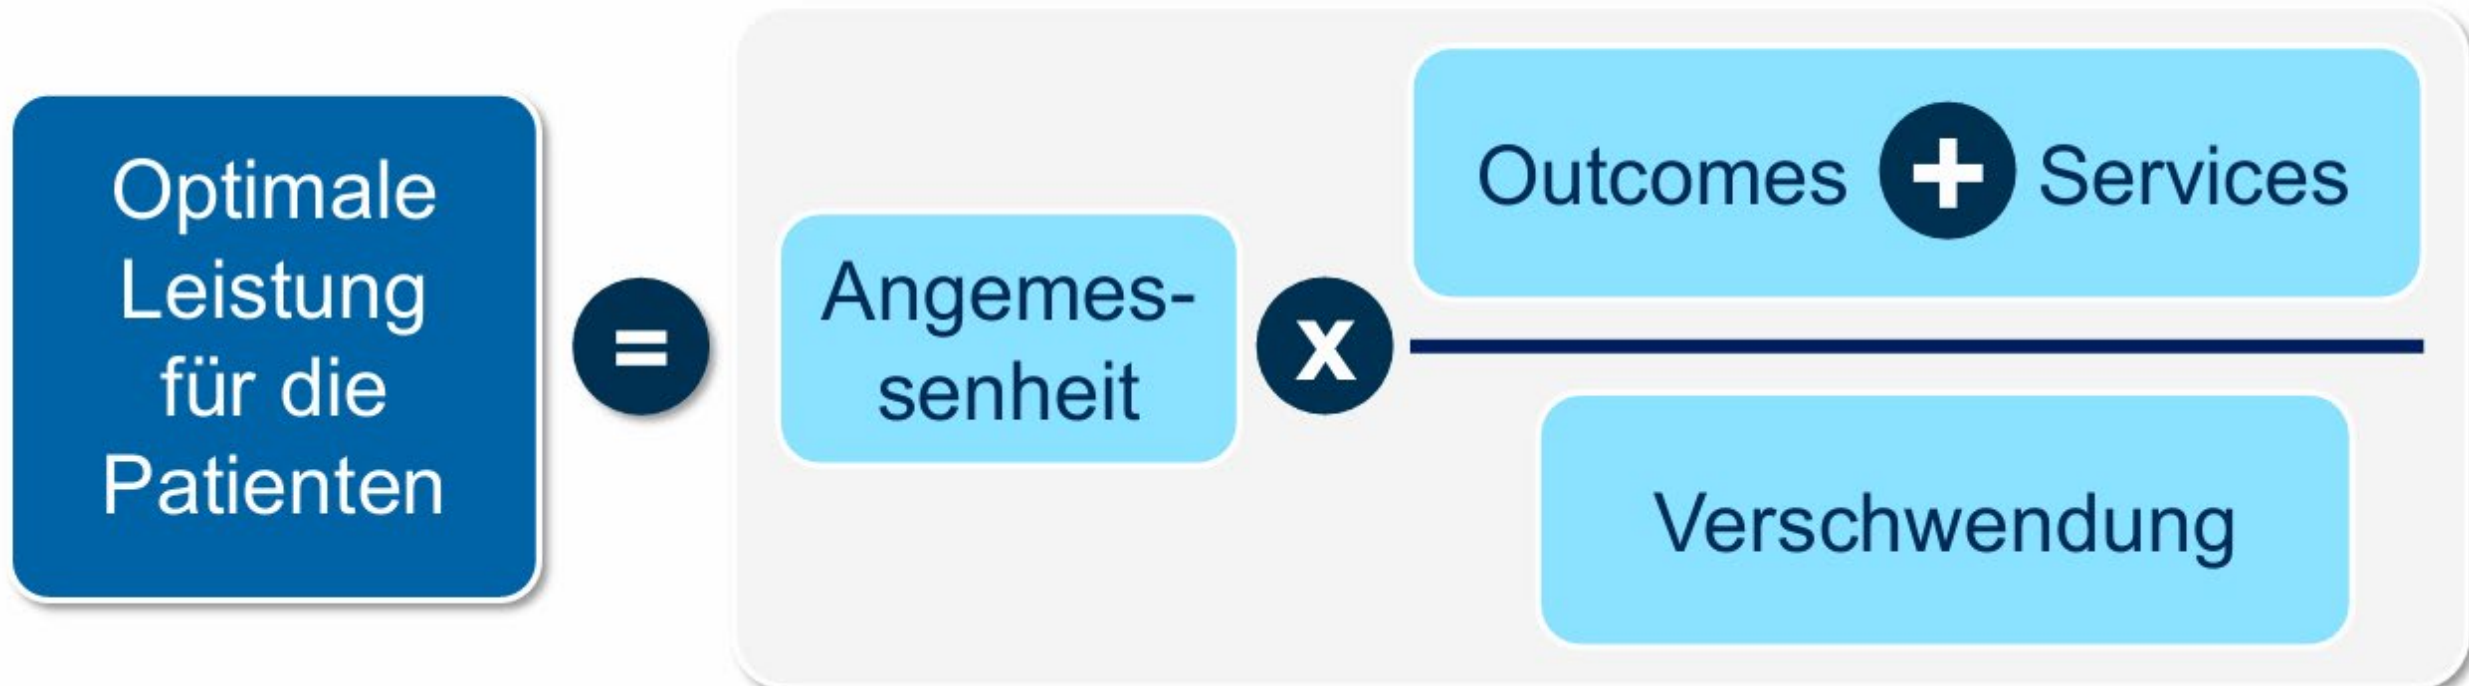 Optimale
Leistung
für die
Patienten
=
Angemes-
senheit
x
Outcomes + Services
Verschwendung